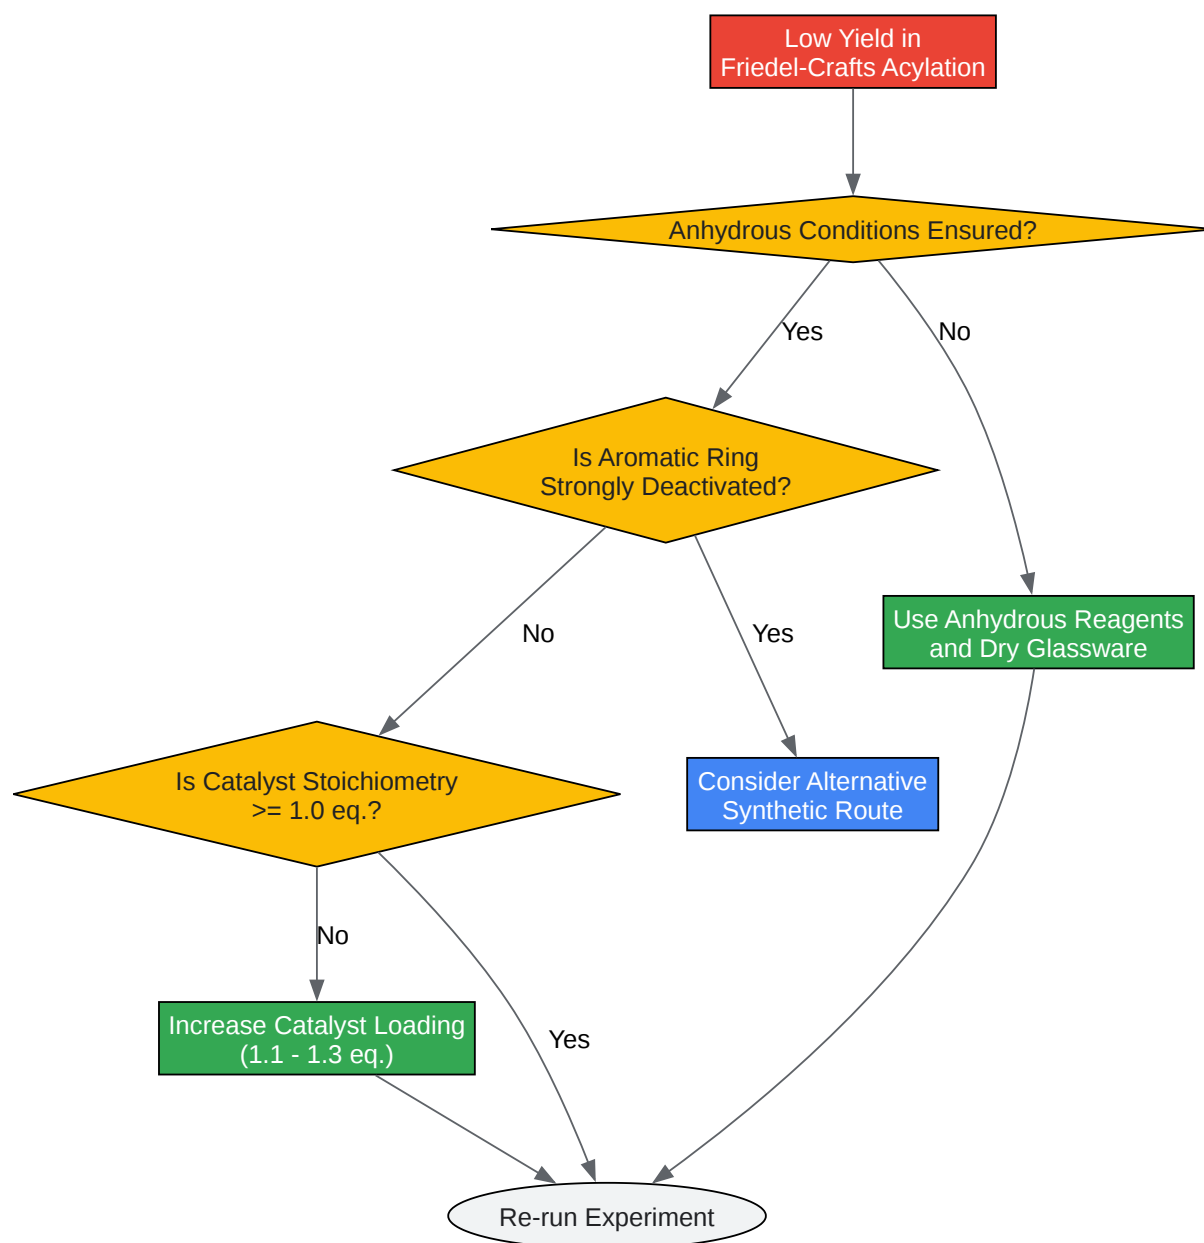 Low Yield in
Friedel-Crafts Acylation
Anhydrous Conditions Ensured?
Yes
No
Is Aromatic Ring
Strongly Deactivated?
No
Yes
Use Anhydrous Reagents
and Dry Glassware
Is Catalyst Stoichiometry
>= 1.0 eq.?
Consider Alternative
Synthetic Route
No
Yes
Increase Catalyst Loading
(1.1 - 1.3 eq.)
Re-run Experiment